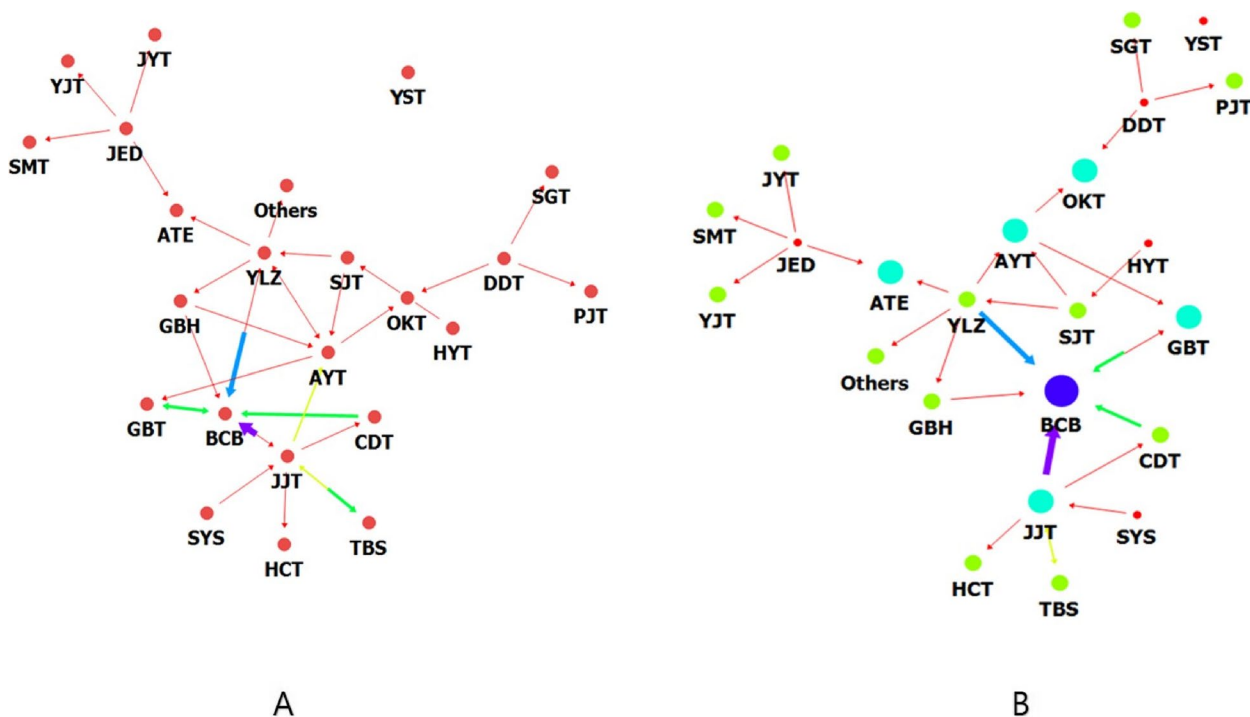 JYT
YJT
YST
SMT
JED
SGT
Others
ATE
YLZ
SJT
DDT
PJT
GBH
OKT
HYT
AYT
GBT
BCB
CDT
JJT
SYS
TBS
HCT
A
SGT
YST
PJT
DDT
JYT
OKT
SMT
AYT
HYT
JED
ATE
YJT
YLZ
SJT
GBT
Others
GBH
BCB
CDT
JJT
SYS
HCT
TBS
B